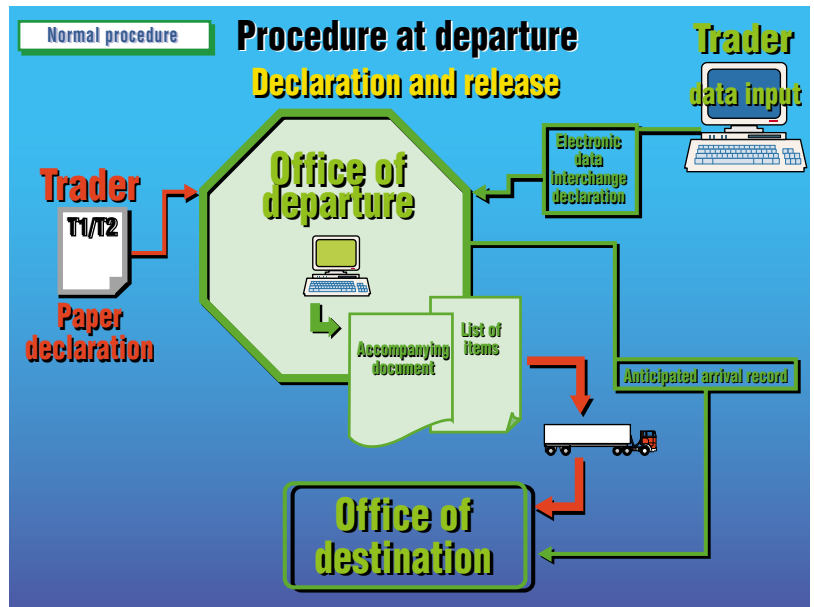 Normal procedure
Procedure at departure
Declaration and release
Trader
data input
Electronic
data
interchange
declaration
Office of
departure
Trader
T1/T2
Paper
declaration
Accompanying
document
List of
items
Anticipated arrival record
Office of
destination